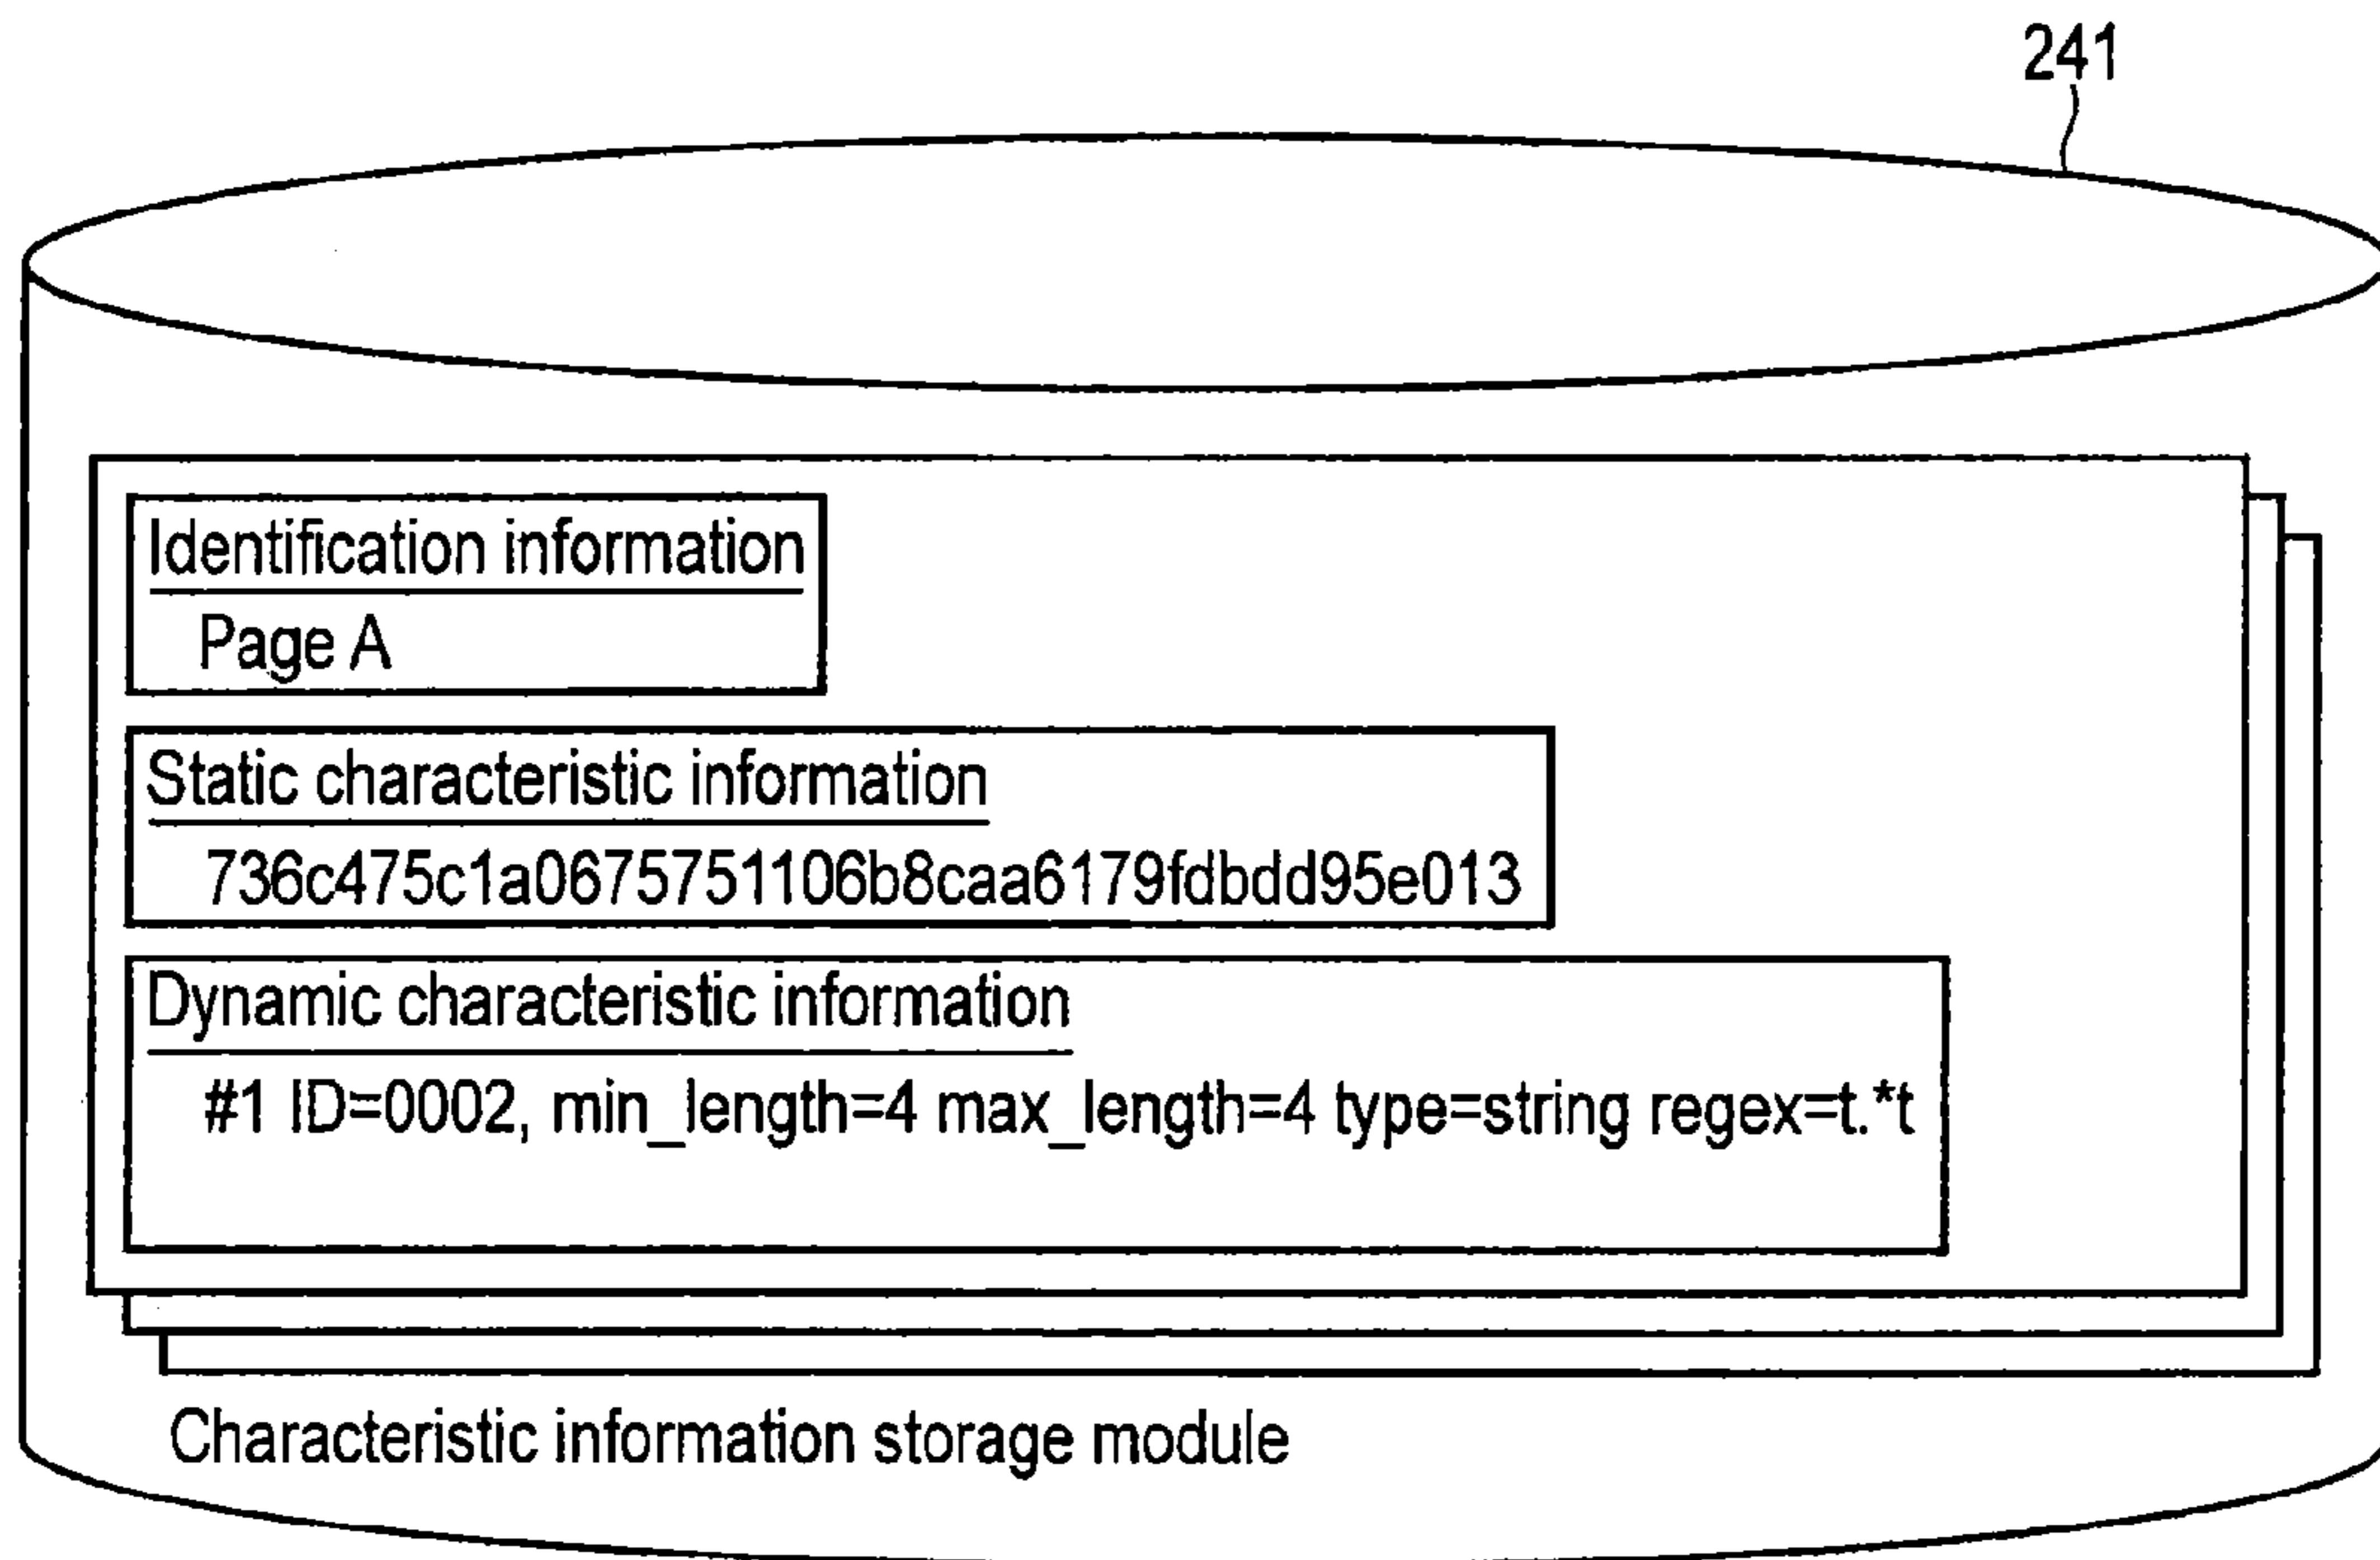 241
Identification information
Page A
Static characteristic information
736c475c1a0675751106b8caa6179fdbdd95e013
Dynamic characteristic information
#1 ID=0002, min_length=4 max_length=4 type=string regex=t.*t
Characteristic information storage module